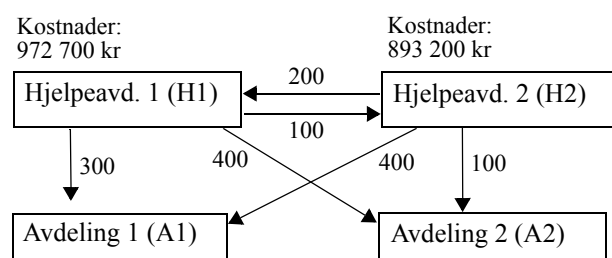 Kostnader:
972 700 kr
Kostnader:
893 200 kr
Hjelpeavd. 1 (H1)
200
100
Hjelpeavd. 2 (H2)
300
400
400
100
Avdeling 1 (A1)
Avdeling 2 (A2)